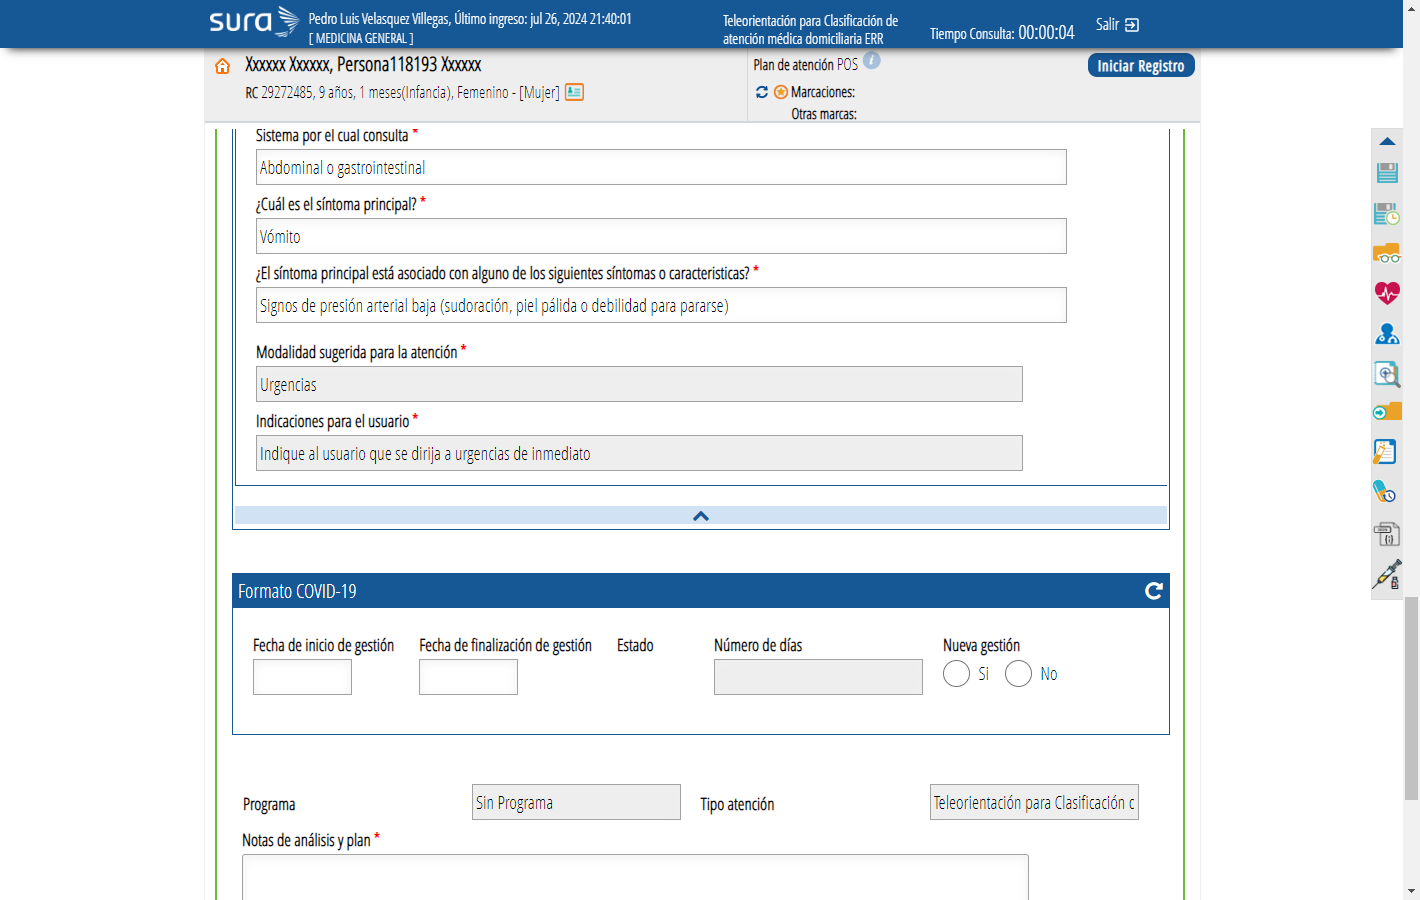 sura
Pedro Luis Velasquez Villegas, Último ingreso: jul 26, 2024 21:40:01
[ MEDICINA GENERAL ]
Teleorientación para Clasificación de
atención médica domiciliaria ERR
Tiempo Consulta: 00:00:04
Salir
Xxxxxx Xxxxxx, Persona118193 Xxxxxx
RC 29272485, 9 años, 1 meses(Infancia), Femenino - [Mujer]
Plan de atención POS
Marcaciones:
Otras marcas:
Iniciar Registro
Sistema por el cual consulta *
Abdominal o gastrointestinal
¿Cuál es el síntoma principal? *
Vómito
¿El síntoma principal está asociado con alguno de los siguientes síntomas o caracteristicas? *
Signos de presión arterial baja (sudoración, piel pálida o debilidad para pararse)
Modalidad sugerida para la atención *
Urgencias
Indicaciones para el usuario *
Indique al usuario que se dirija a urgencias de inmediato
Formato COVID-19
Fecha de inicio de gestión Fecha de finalización de gestión Estado Número de días Nueva gestión
Si No
Programa Sin Programa Tipo atención Teleorientación para Clasificación c
Notas de análisis y plan *